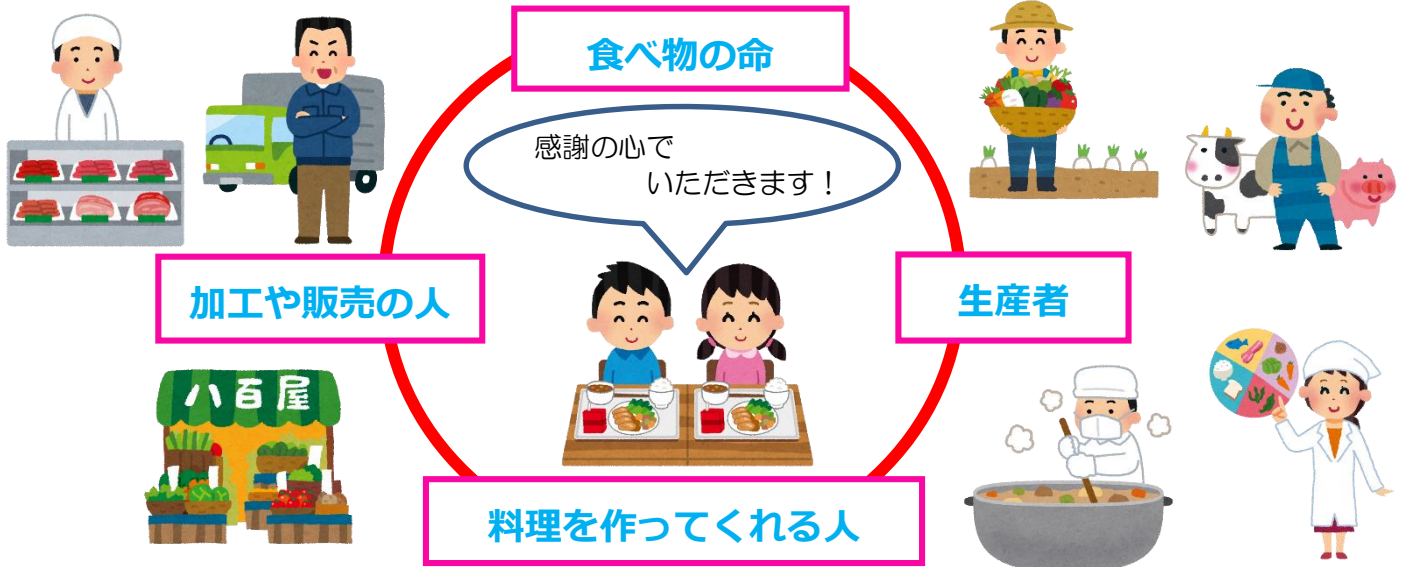 食べ物の命
感謝の心で
いただきます！
加工や販売の人
生産者
八百屋
料理を作ってくれる人